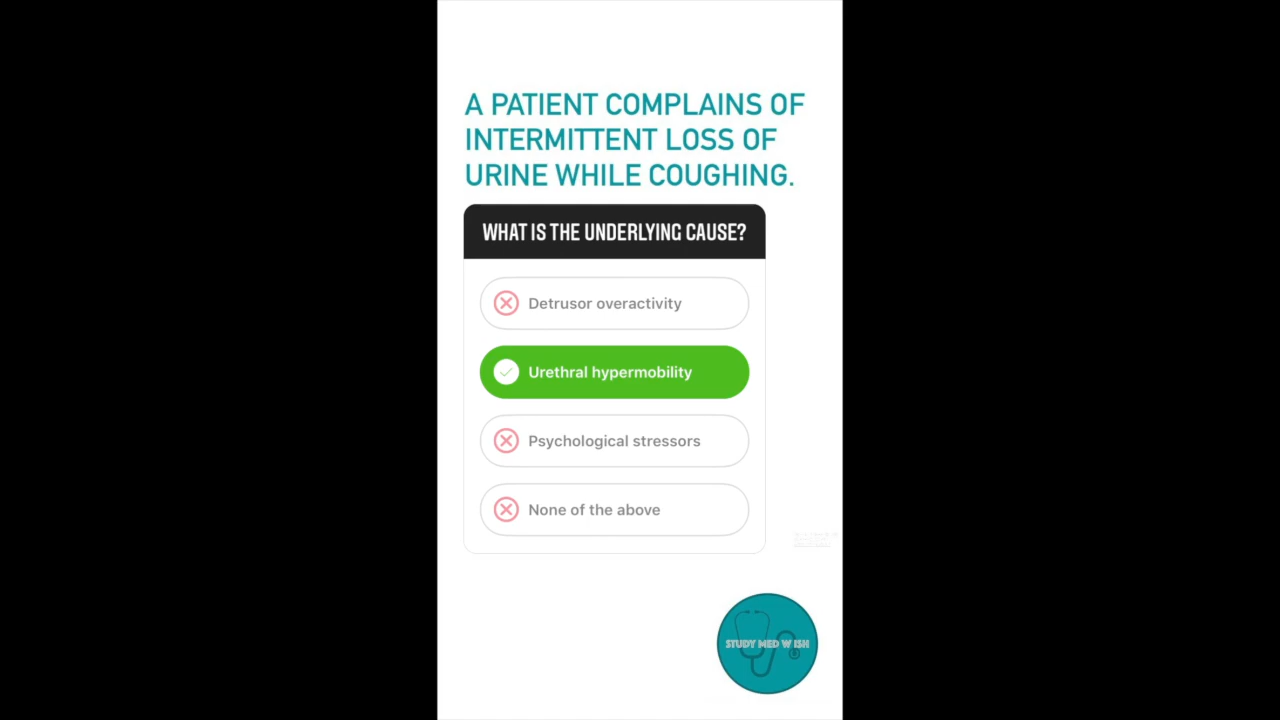 A PATIENT COMPLAINS OF
INTERMITTENT LOSS OF
URINE WHILE COUGHING.
WHAT IS THE UNDERLYING CAUSE?
Detrusor overactivity
Urethral hypermobility
Psychological stressors
None of the above
STUDY MED W ISH